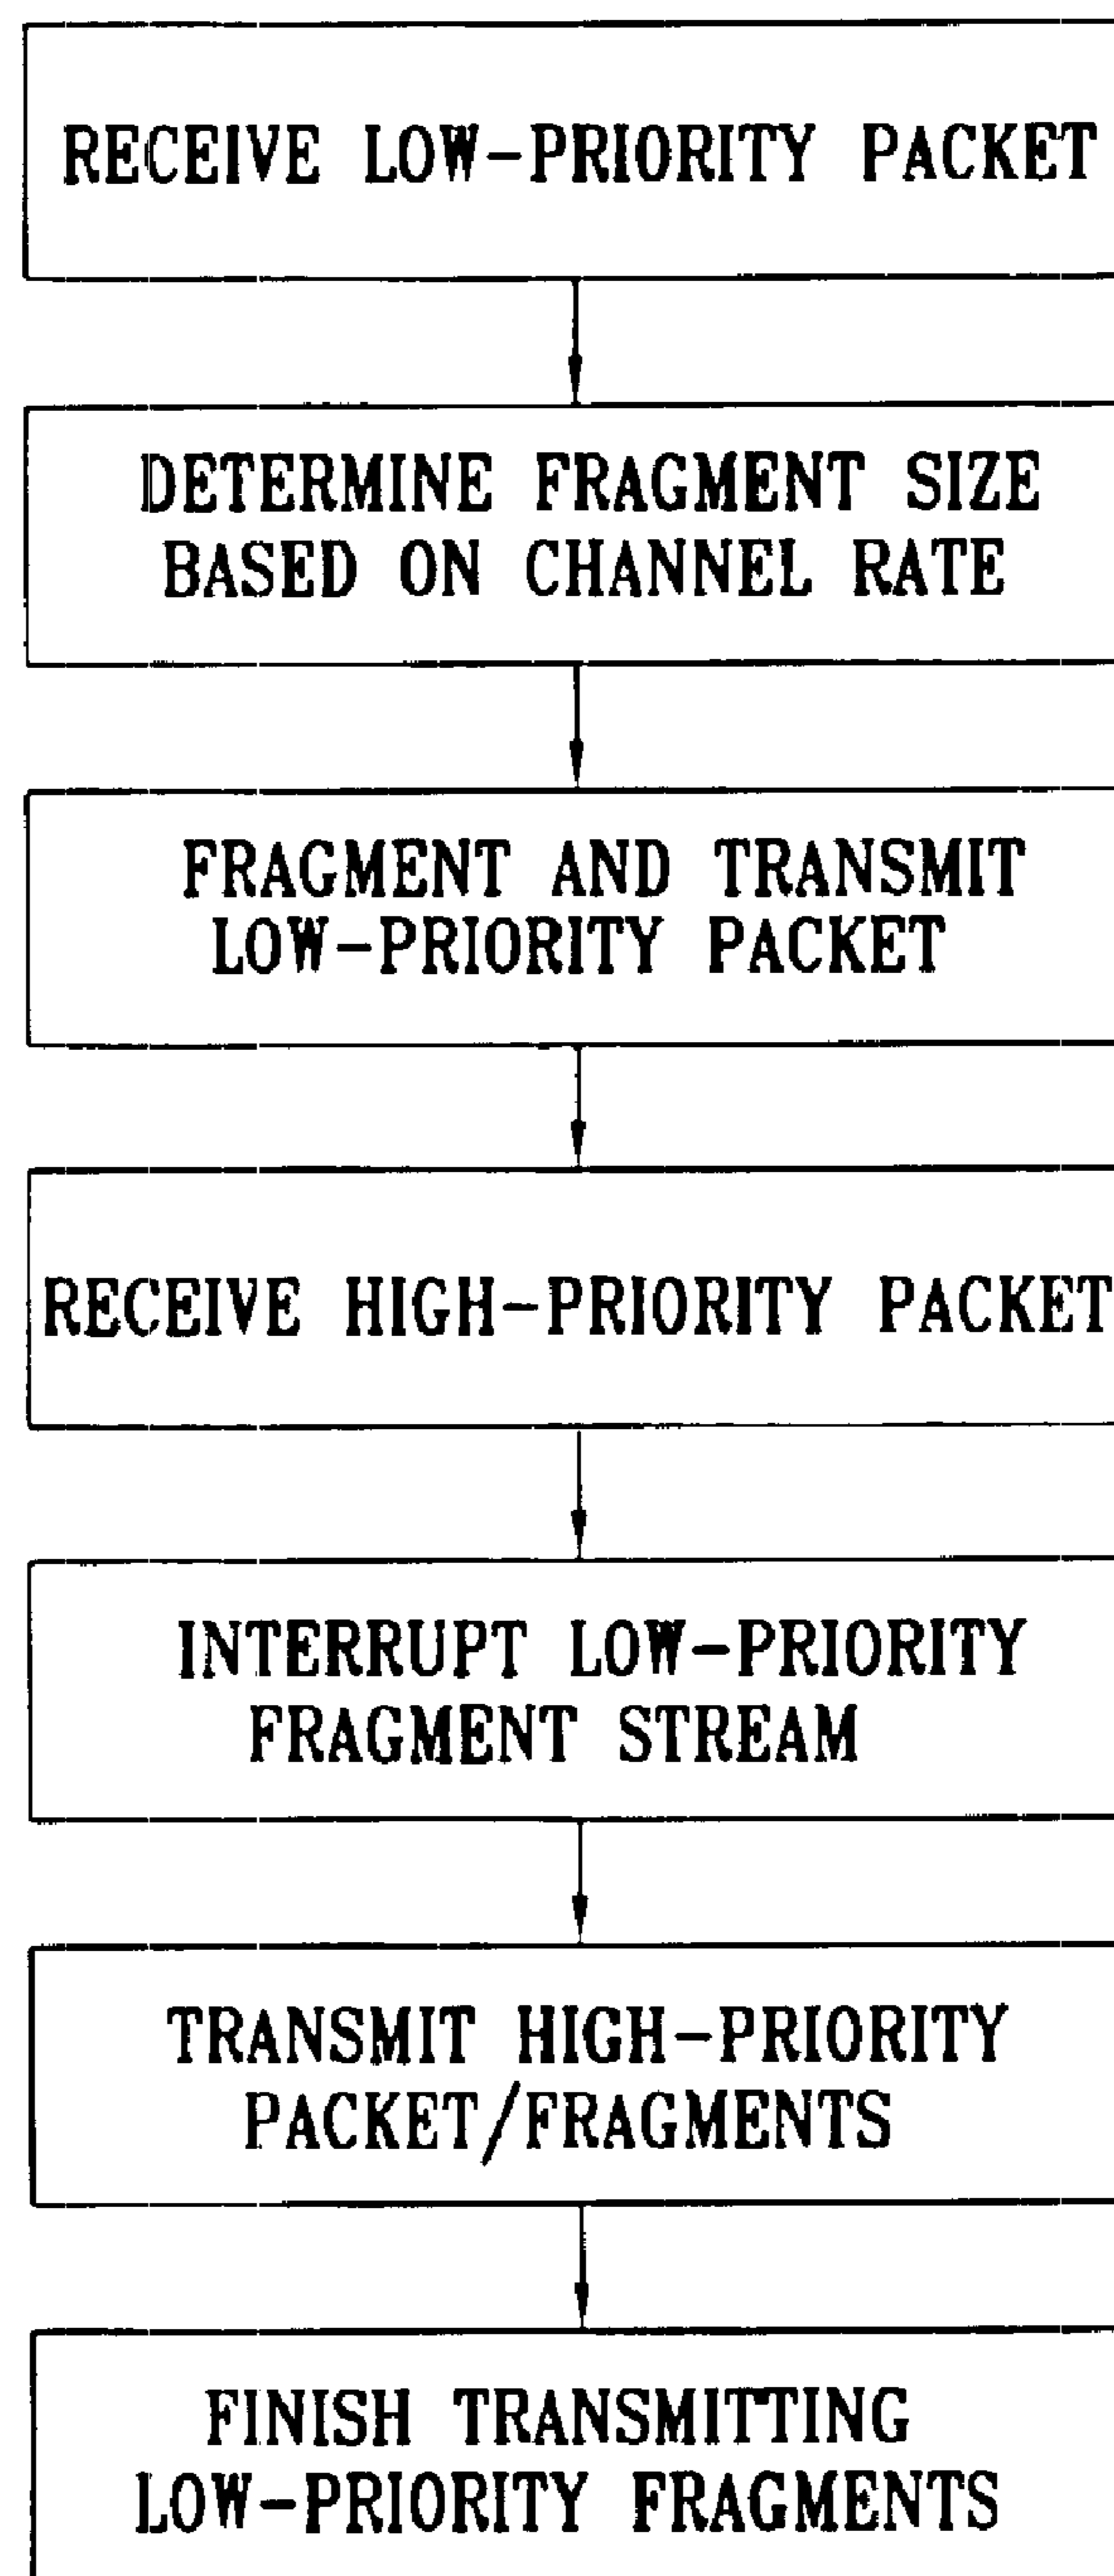 RECEIVE LOW-PRIORITY PACKET
DETERMINE FRAGMENT SIZE
BASED ON CHANNEL RATE
FRAGMENT AND TRANSMIT
LOW-PRIORITY PACKET
RECEIVE HIGH-PRIORITY PACKET
INTERRUPT LOW-PRIORITY
FRAGMENT STREAM
TRANSMIT HIGH-PRIORITY
PACKET/FRAGMENTS
FINISH TRANSMITTING
LOW-PRIORITY FRAGMENTS